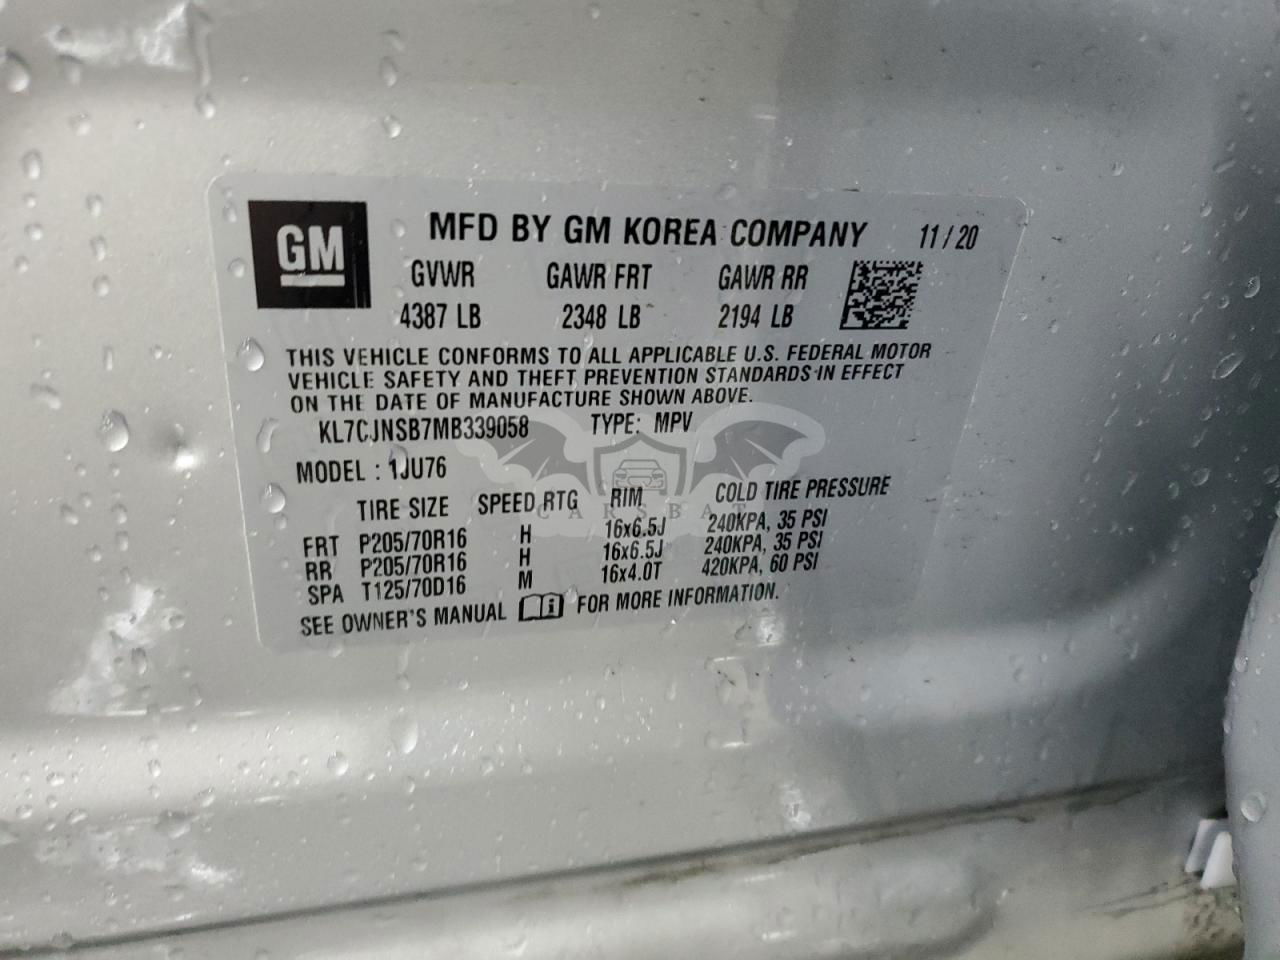 GM
MFD BY GM KOREA COMPANY 11/20
GVWR GAWR FRT GAWR RR
4387 LB 2348 LB 2194 LB
THIS VEHICLE CONFORMS TO ALL APPLICABLE U.S. FEDERAL MOTOR
VEHICLE SAFETY AND THEFT PREVENTION STANDARDS IN EFFECT
ON THE DATE OF MANUFACTURE SHOWN ABOVE.
KL7CJNSB7MB339058 TYPE: MPV
MODEL : 1JU76
TIRE SIZE SPEED RTG RIM COLD TIRE PRESSURE
FRT P205/70R16 H 16x6.5J 240KPA, 35 PSI
RR P205/70R16 H 16x6.5J 240KPA, 35 PSI
SPA T125/70D16 M 16x4.0T 420KPA, 60 PSI
SEE OWNER'S MANUAL FOR MORE INFORMATION.
CARSBAT